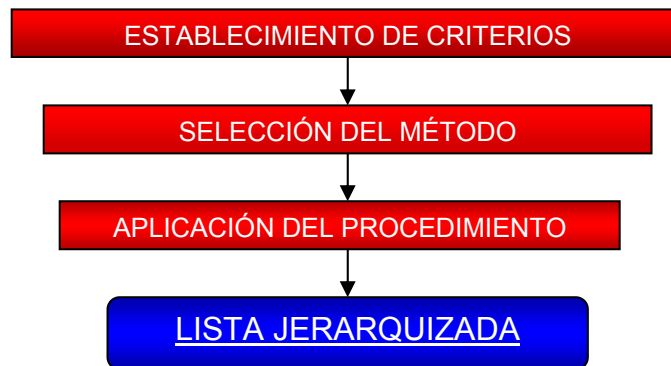 ESTABLECIMIENTO DE CRITERIOS
SELECCIÓN DEL MÉTODO
APLICACIÓN DEL PROCEDIMIENTO
LISTA JERARQUIZADA